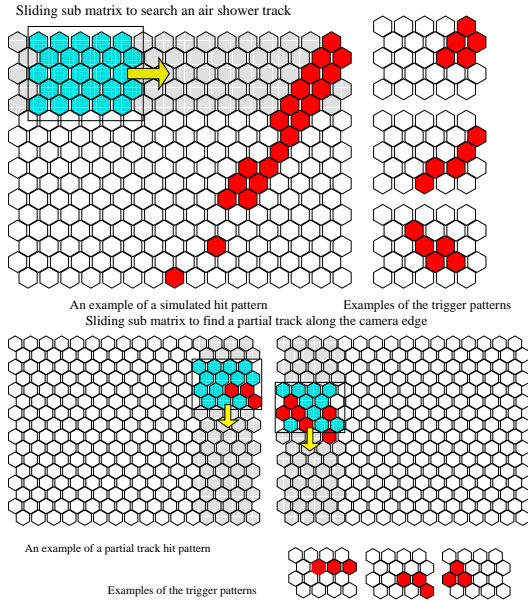 Sliding sub matrix to search an air shower track
An example of a simulated hit pattern
Examples of the trigger patterns
Sliding sub matrix to find a partial track along the camera edge
An example of a partial track hit pattern
Examples of the trigger patterns